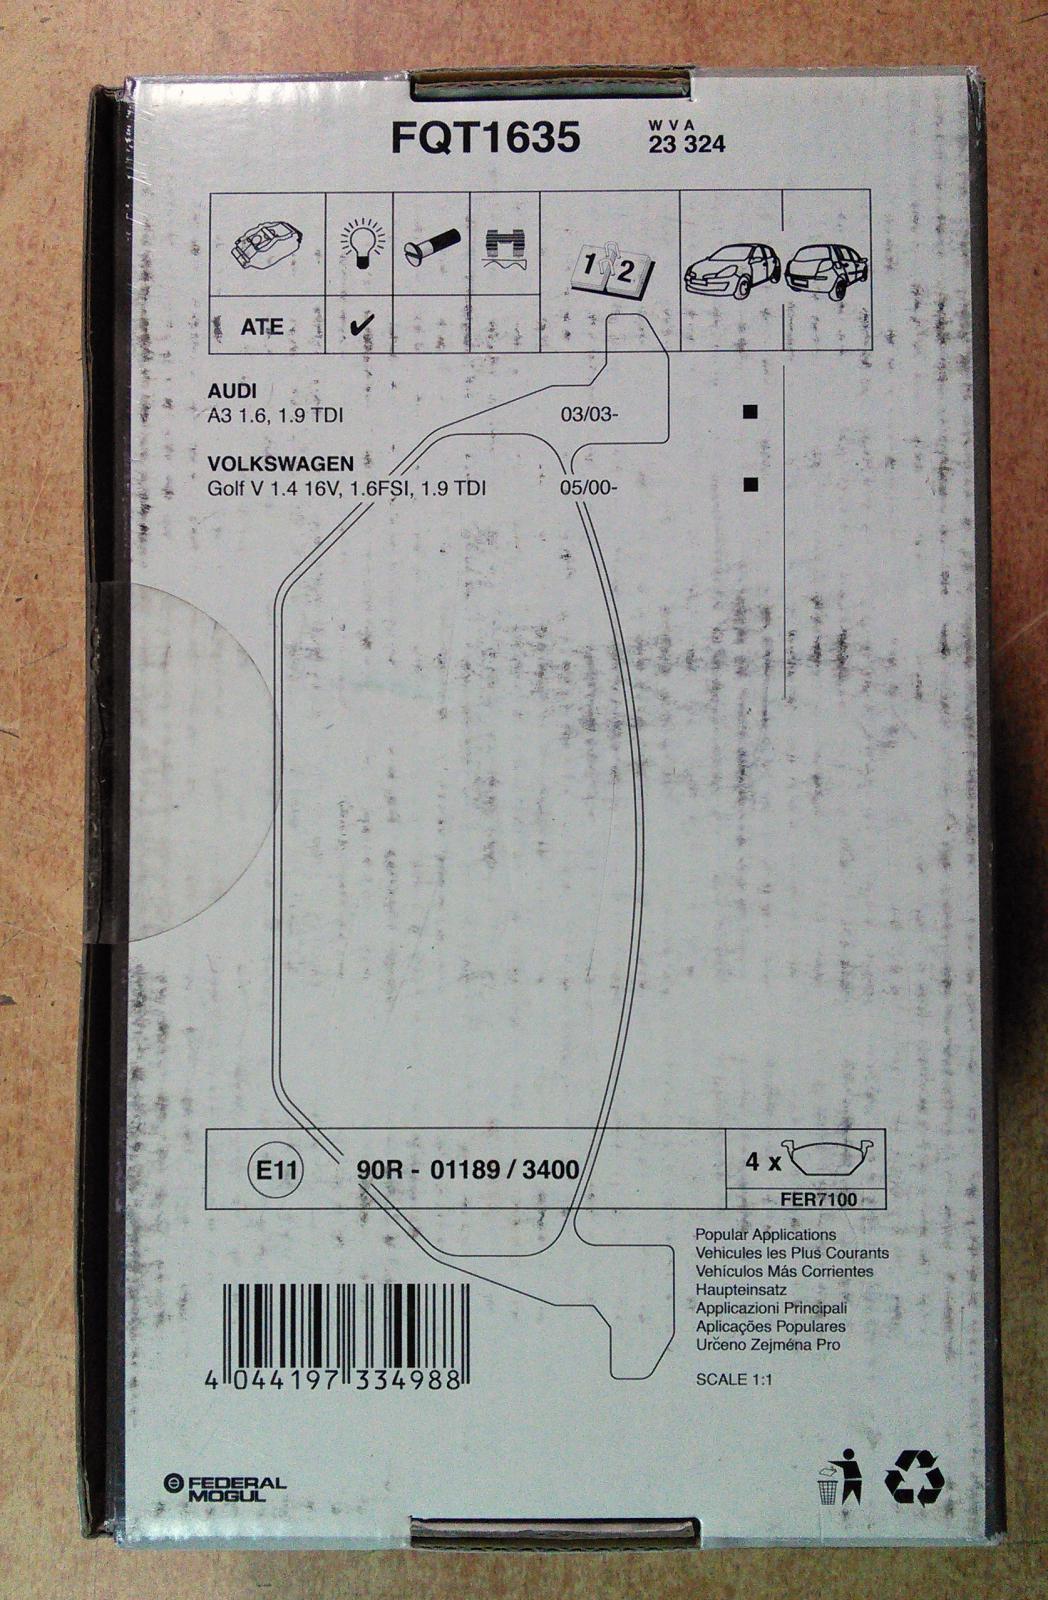 FQT1635
W V A
23 324
1 2
ATE
AUDI
A3 1.6, 1.9 TDI 03/03-
VOLKSWAGEN
Golf V 1.4 16V, 1.6FSI, 1.9 TDI 05/00-
E11 90R - 01189 / 3400
4 x
FER7100
Popular Applications
Vehicules les Plus Courants
Vehículos Más Corrientes
Haupteinsatz
Applicazioni Principali
Aplicações Populares
Určeno Zejména Pro
SCALE 1:1
4 044197 334988
FEDERAL
MOGUL